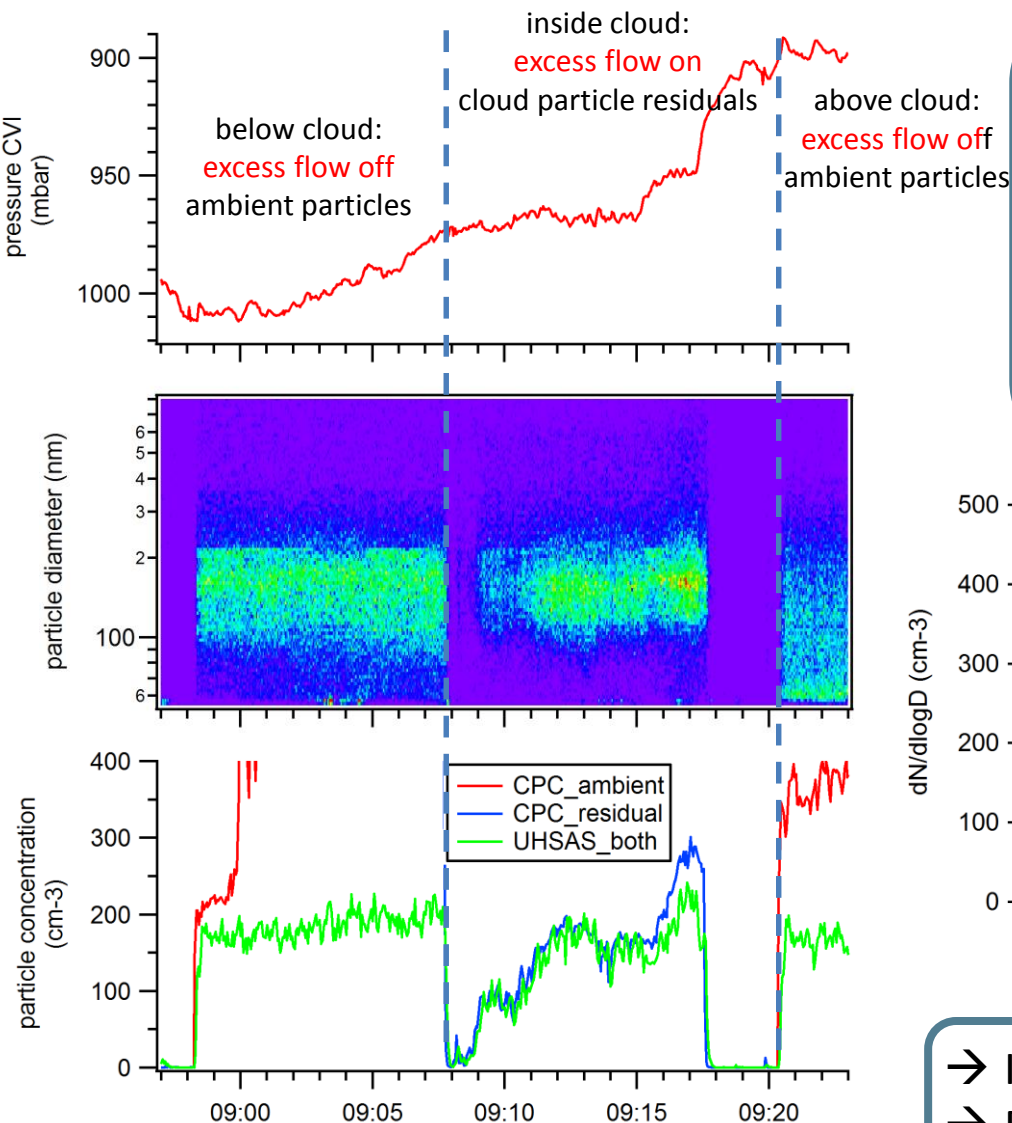 inside cloud:
excess flow on
cloud particle residuals
below cloud:
excess flow off
ambient particles
above cloud:
excess flow off
ambient particles
pressure CVI
(mbar)
900
950
1000
particle diameter (nm)
6
5
4
3
2
100
6
particle concentration
(cm-3)
400
300
200
100
0
CPC_ambient
CPC_residual
UHSAS_both
09:00 09:05 09:10 09:15 09:20
dN/dlogD (cm-3)
500
400
300
200
100
0
→
→